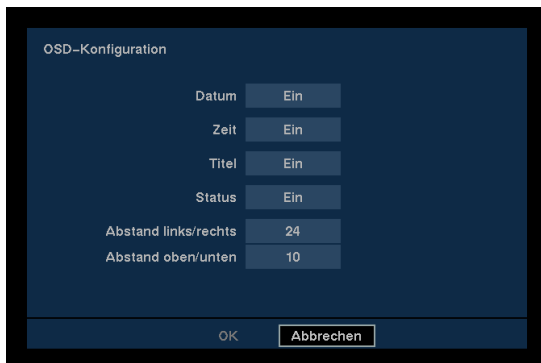 OSD-Konfiguration
Datum Ein
Zeit Ein
Titel Ein
Status Ein
Abstand links/rechts 24
Abstand oben/unten 10
OK Abbrechen